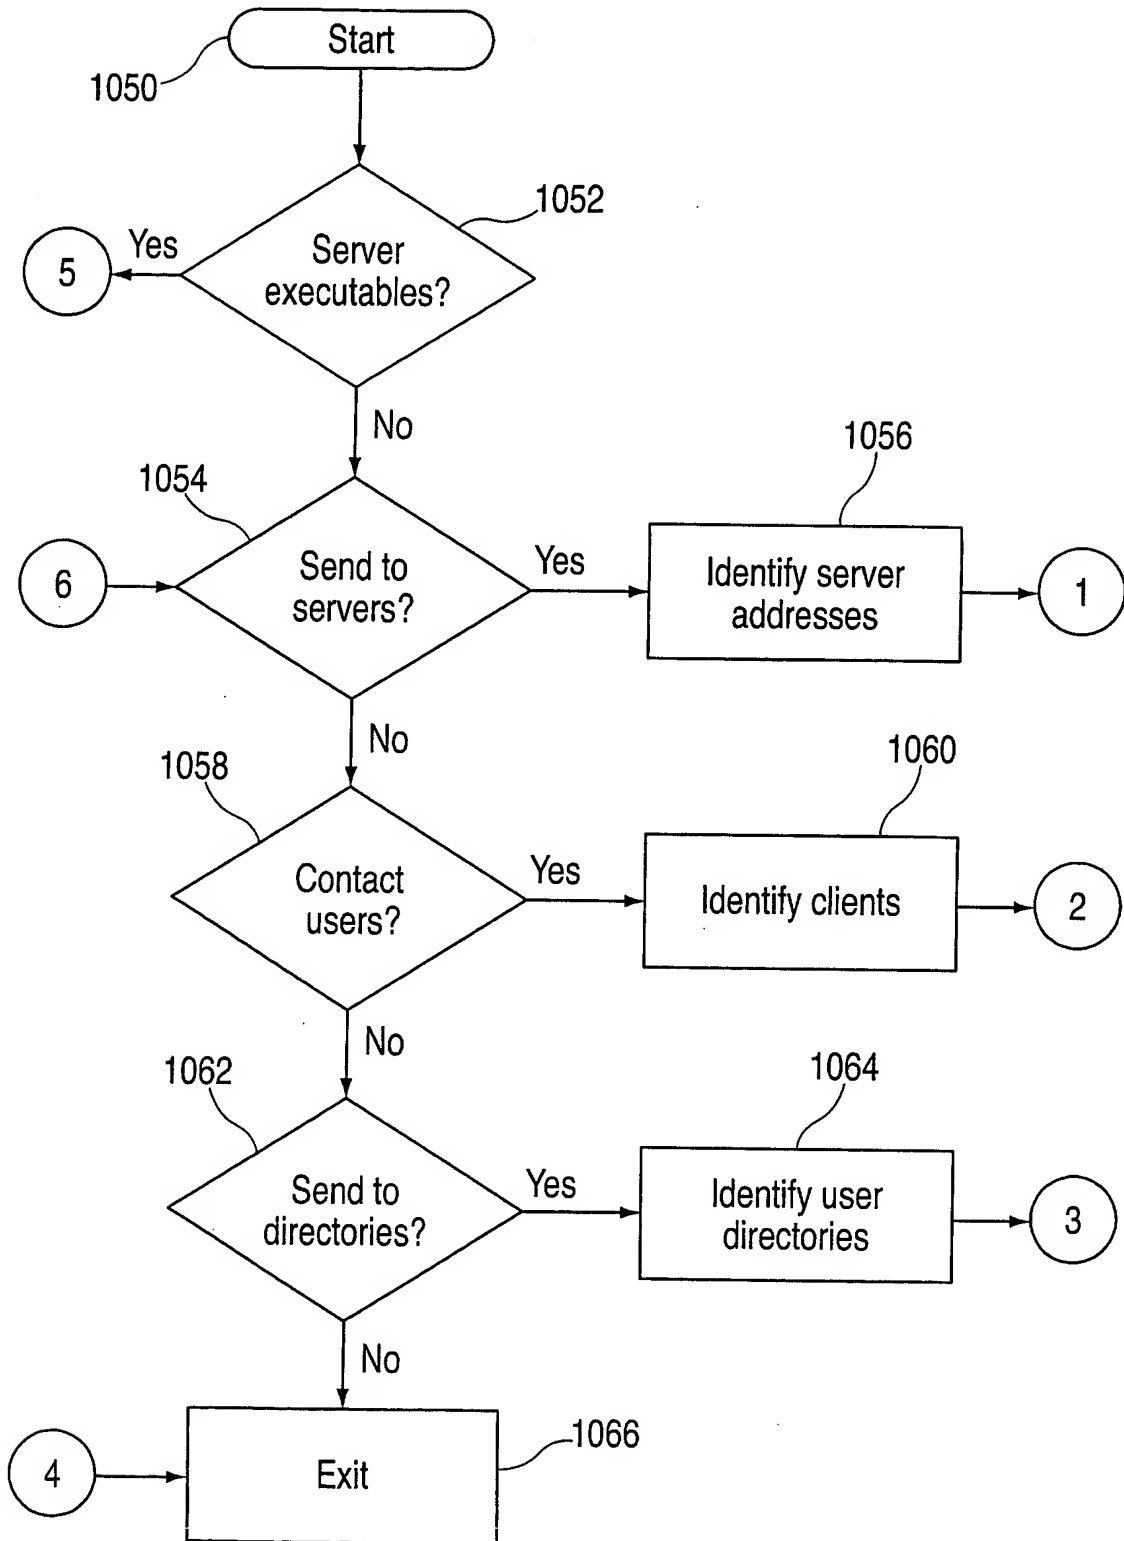 Start
1050
1052
Server
executables?
Yes
5
No
1054
1056
6
Send to
servers?
Yes
Identify server
addresses
1
No
1058
1060
Contact
users?
Yes
Identify clients
2
No
1062
1064
Send to
directories?
Yes
Identify user
directories
3
No
1066
4
Exit